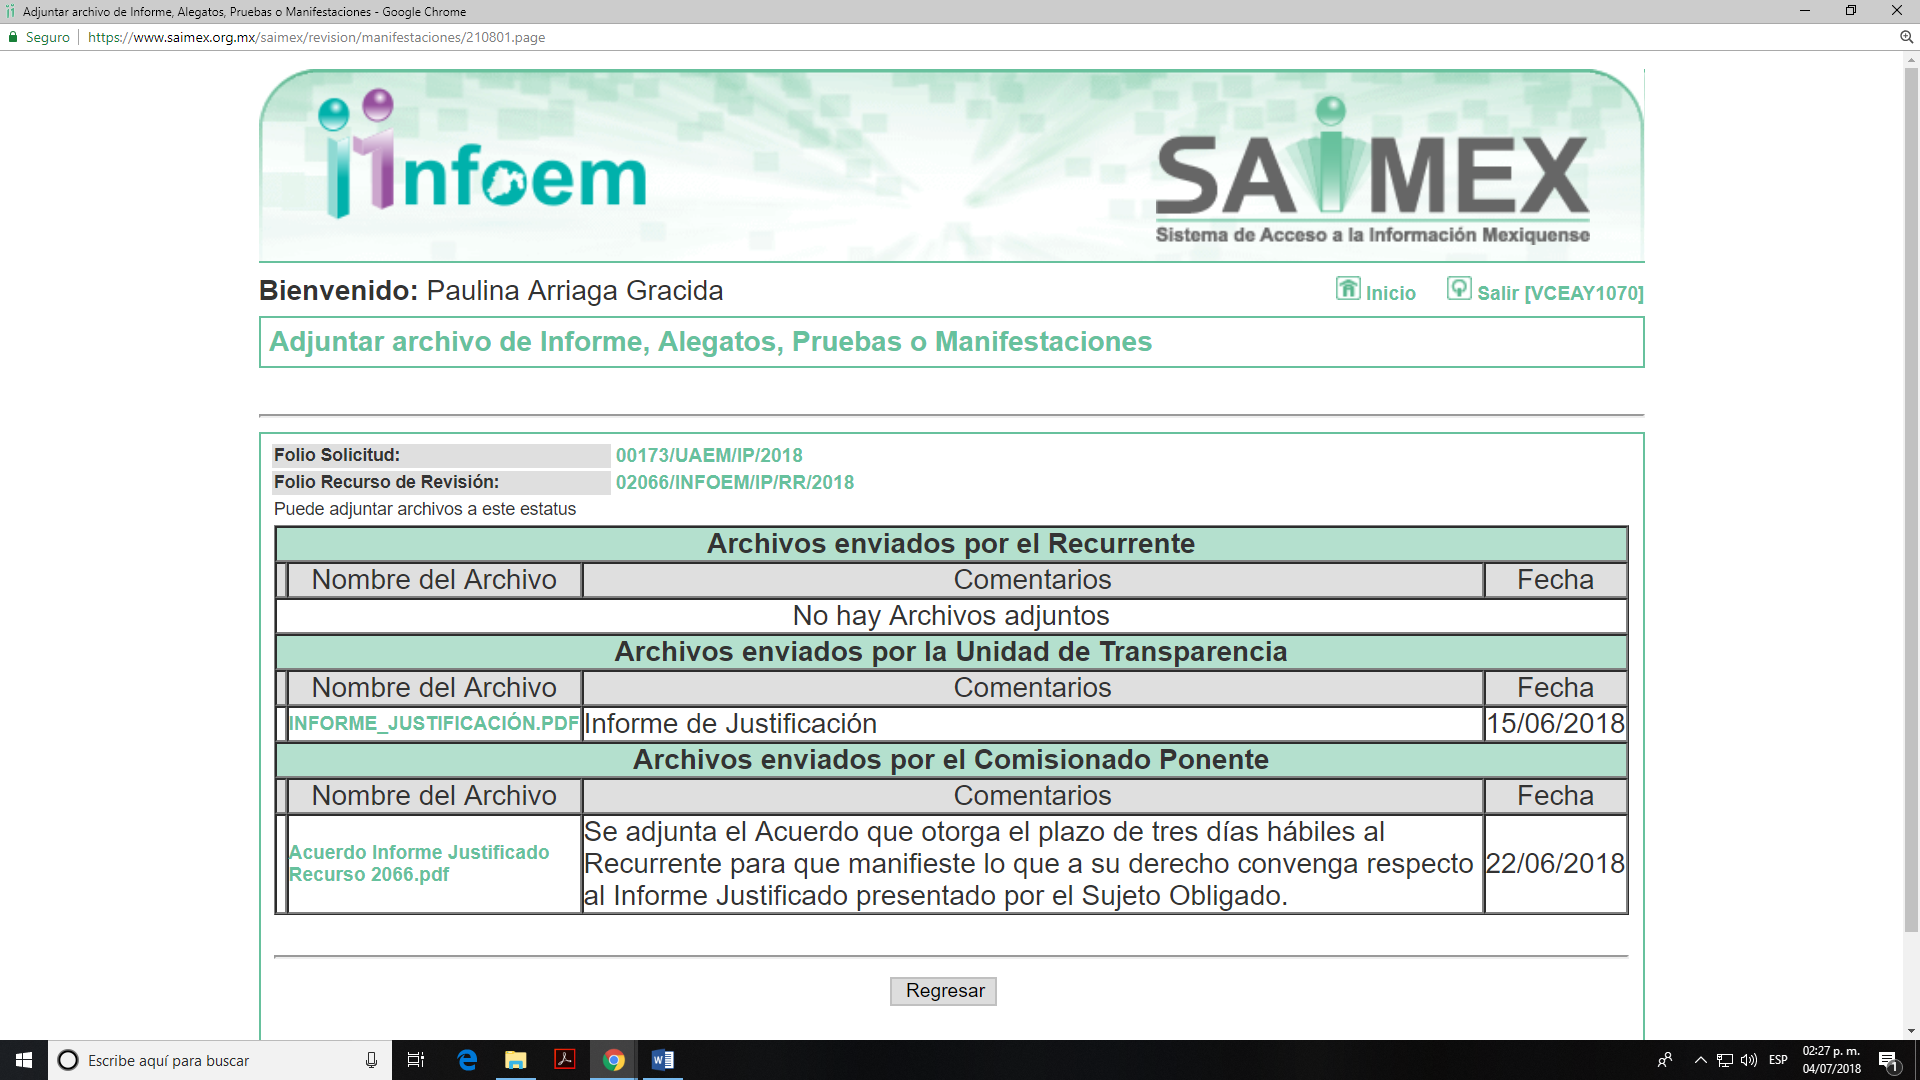 Adjuntar archivo de Informe, Alegatos, Pruebas o Manifestaciones - Google Chrome
Seguro | https://www.saimex.org.mx/saimex/revision/manifestaciones/210801.page
infoem
SAIMEX
Sistema de Acceso a la Información Mexiquense
Bienvenido: Paulina Arriaga Gracida
Inicio
Salir [VCEAY1070]
Adjuntar archivo de Informe, Alegatos, Pruebas o Manifestaciones
Folio Solicitud: 00173/UAEM/IP/2018
Folio Recurso de Revisión: 02066/INFOEM/IP/RR/2018
Puede adjuntar archivos a este estatus
Archivos enviados por el Recurrente
Nombre del Archivo Comentarios Fecha
No hay Archivos adjuntos
Archivos enviados por la Unidad de Transparencia
Nombre del Archivo Comentarios Fecha
INFORME_JUSTIFICACIÓN.PDF Informe de Justificación 15/06/2018
Archivos enviados por el Comisionado Ponente
Nombre del Archivo Comentarios Fecha
Acuerdo Informe Justificado
Recurso 2066.pdf
Se adjunta el Acuerdo que otorga el plazo de tres días hábiles al
Recurrente para que manifieste lo que a su derecho convenga respecto
al Informe Justificado presentado por el Sujeto Obligado.
22/06/2018
Regresar
Escribe aquí para buscar
ESP
02:27 p. m.
04/07/2018
1